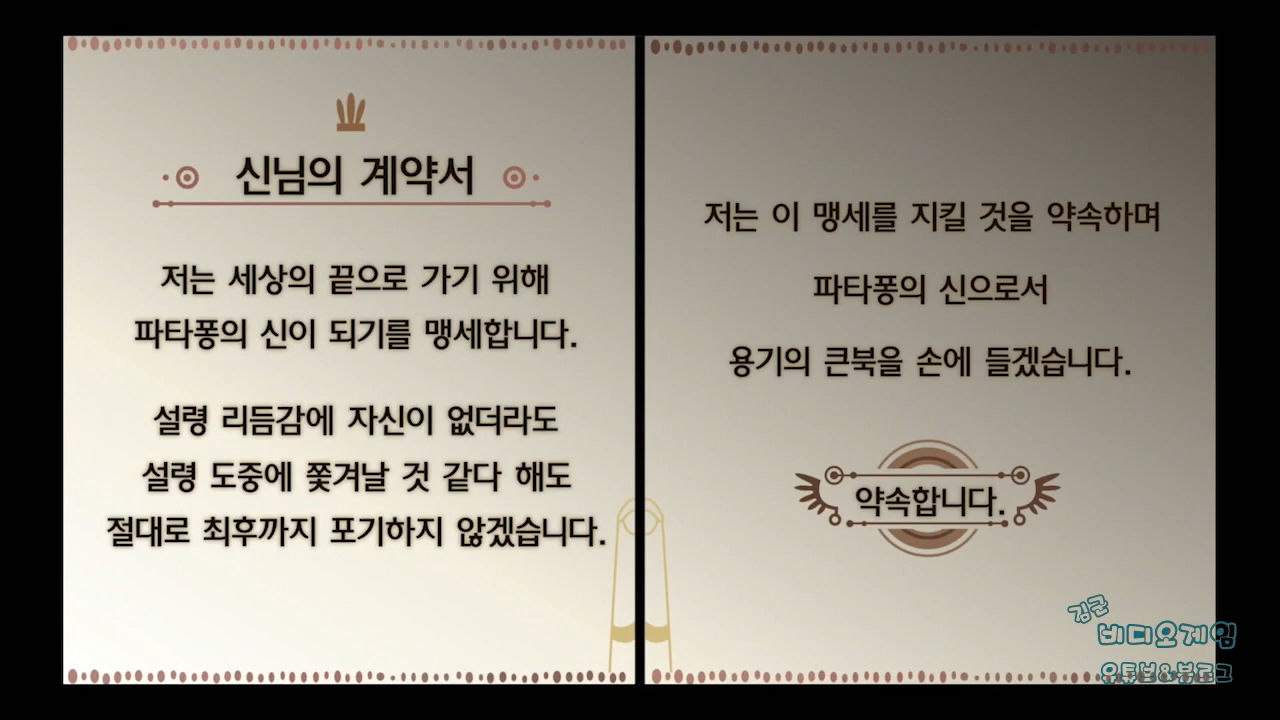 신님의 계약서
저는 세상의 끝으로 가기 위해
파타퐁의 신이 되기를 맹세합니다.
설령 리듬감에 자신이 없더라도
설령 도중에 쫓겨날 것 같다 해도
절대로 최후까지 포기하지 않겠습니다.
저는 이 맹세를 지킬 것을 약속하며
파타퐁의 신으로서
용기의 큰북을 손에 들겠습니다.
약속합니다.
김군
비디오게임
유튜브&블로그